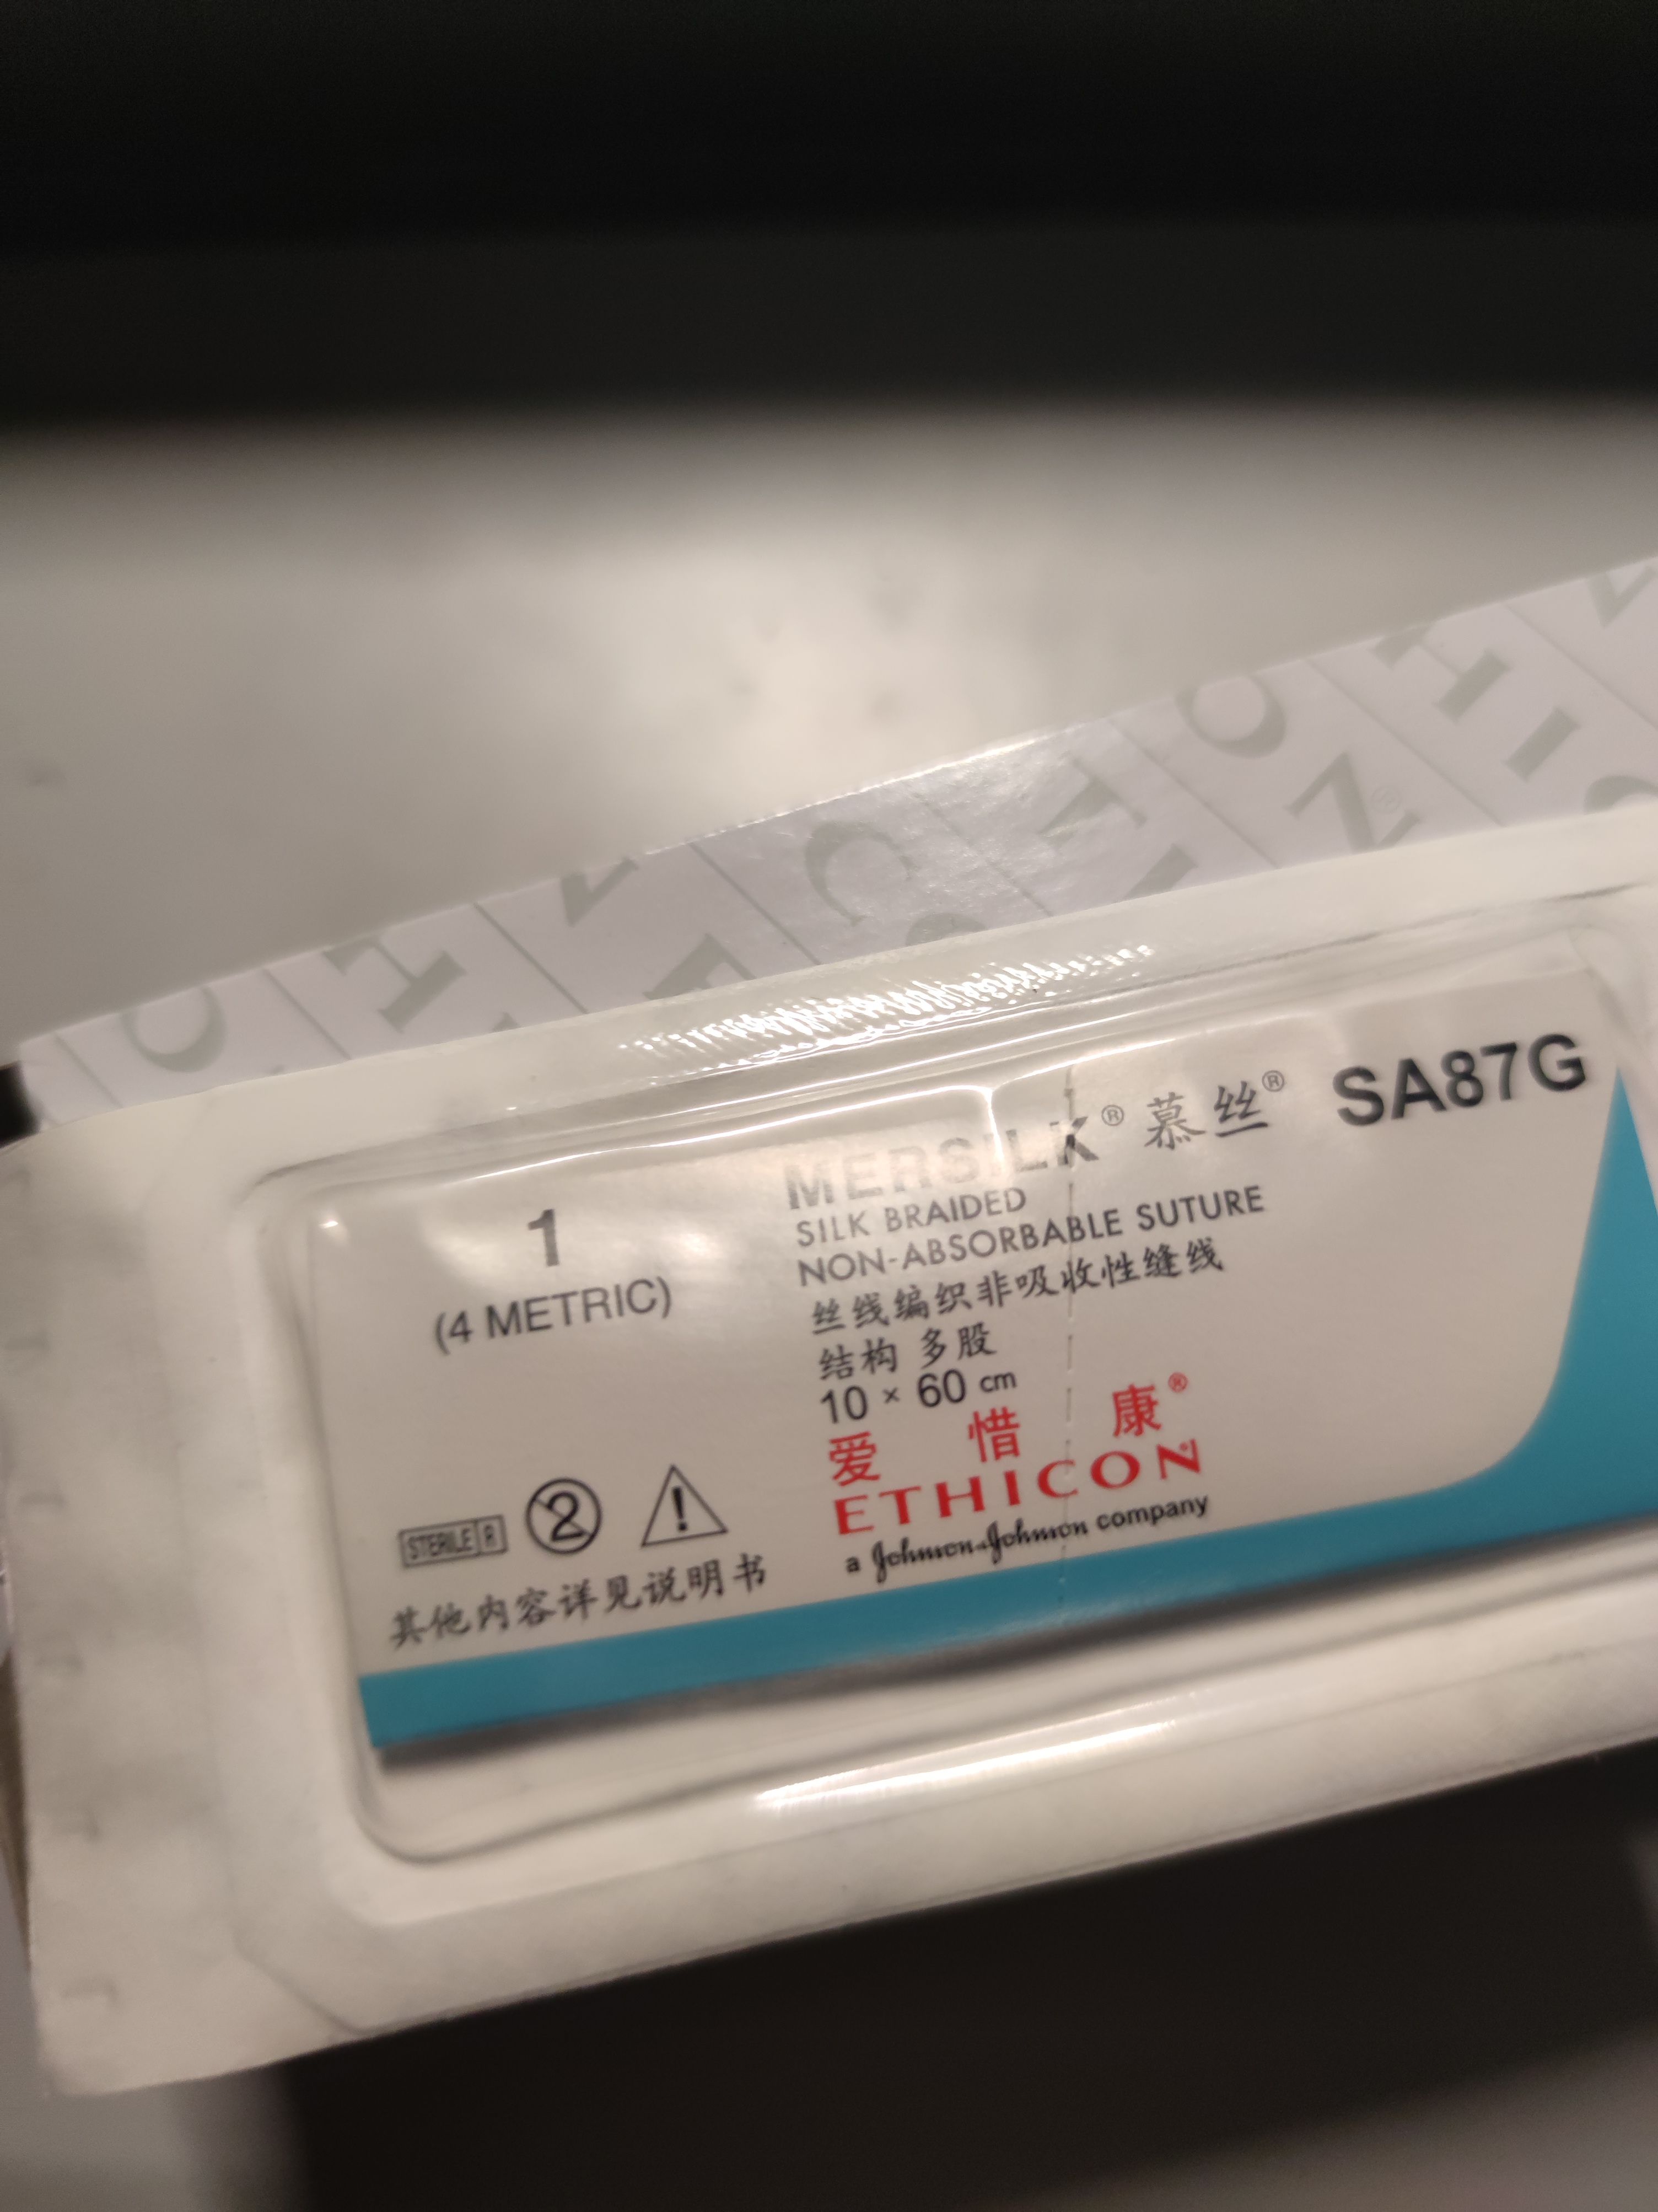 1
(4 METRIC)
MERSILK® 慕丝® SA87G
SILK BRAIDED
NON-ABSORBABLE SUTURE
丝线编织非吸收性缝线
结构 多股
10 × 60 cm
爱惜康®
ETHICON®
a Johnson & Johnson company
STERILE R
2
!
其他内容详见说明书